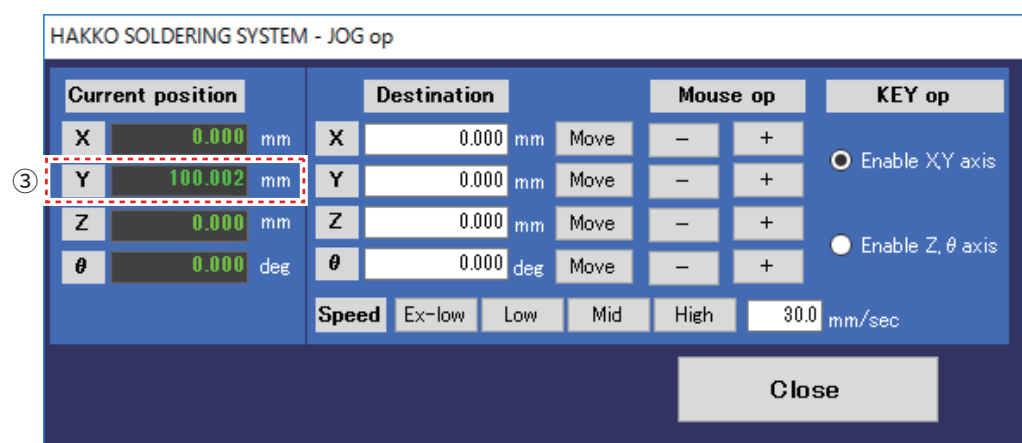 HAKKO SOLDERING SYSTEM - JOG op
Current position Destination Mouse op KEY op
X 0.000 mm X 0.000 mm Move − +
Enable X,Y axis
③ Y 100.002 mm Y 0.000 mm Move − +
Z 0.000 mm Z 0.000 mm Move − +
Enable Z, θ axis
θ 0.000 deg θ 0.000 deg Move − +
Speed Ex-low Low Mid High 30.0 mm/sec
Close